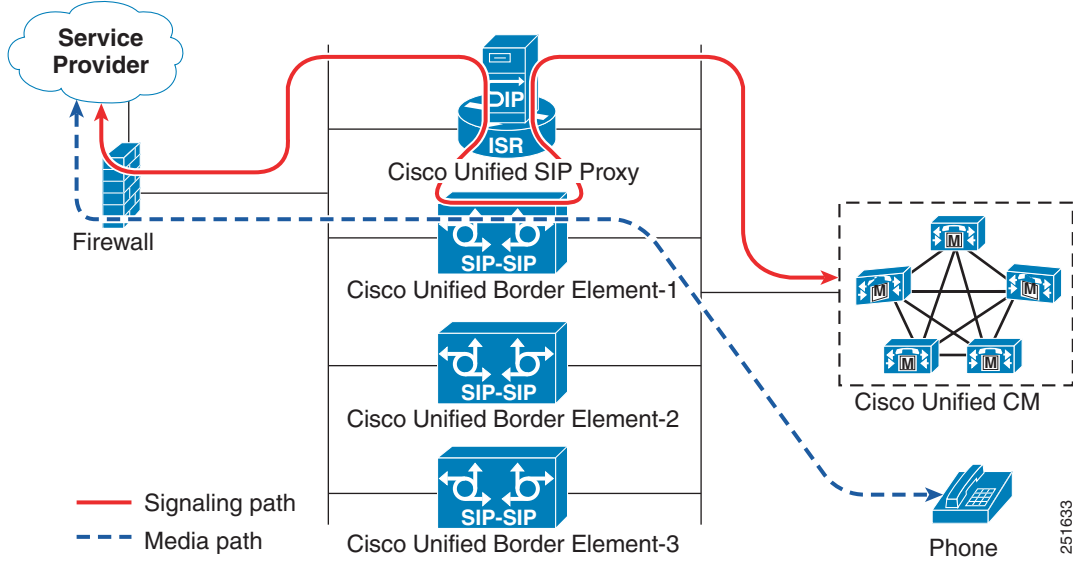 Service
Provider
DIP
ISR
Cisco Unified SIP Proxy
Firewall
SIP-SIP
Cisco Unified Border Element-1
M
M
M
M
M
Cisco Unified CM
SIP-SIP
Cisco Unified Border Element-2
SIP-SIP
Cisco Unified Border Element-3
Signaling path
Media path
Phone
251633